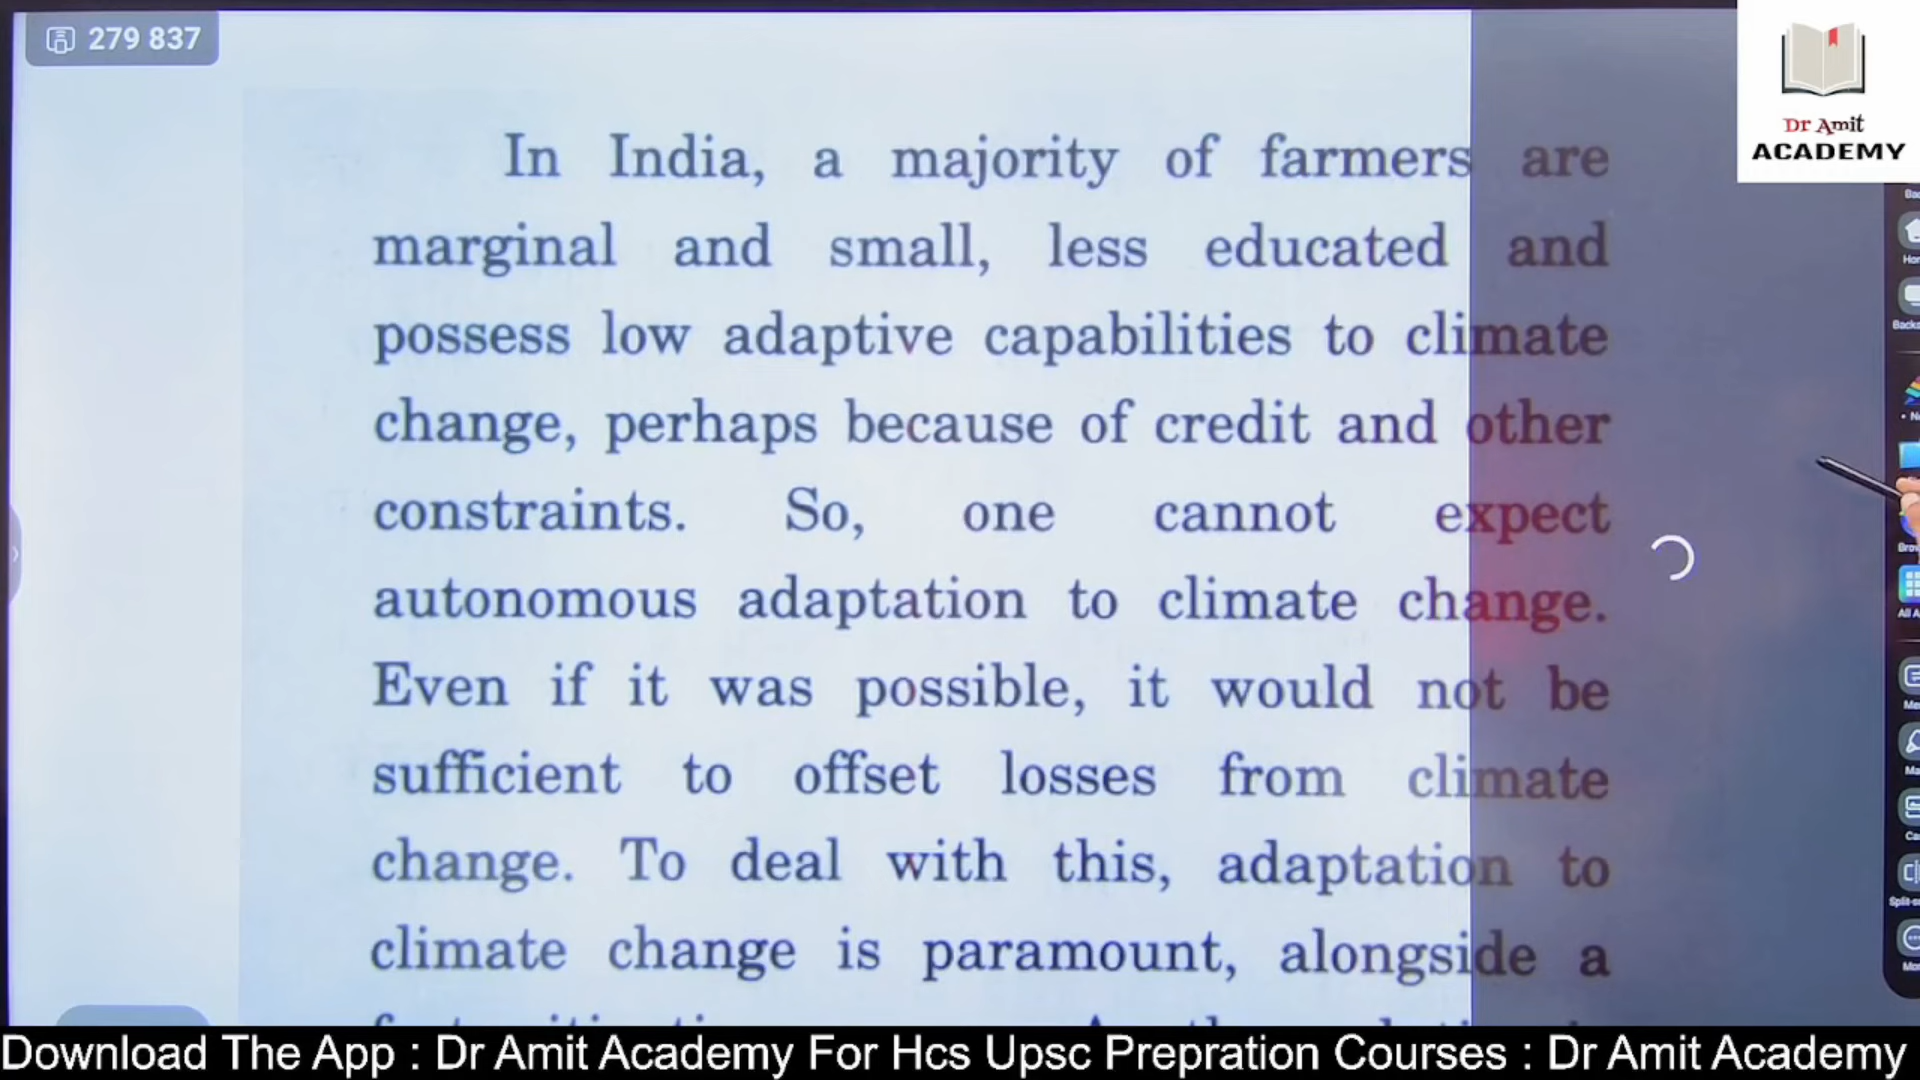 279 837
Dr Amit
ACADEMY
In India, a majority of farmers are
marginal and small, less educated and
possess low adaptive capabilities to climate
change, perhaps because of credit and other
constraints. So, one cannot expect
autonomous adaptation to climate change.
Even if it was possible, it would not be
sufficient to offset losses from climate
change. To deal with this, adaptation to
climate change is paramount, alongside a
Download The App : Dr Amit Academy For Hcs Upsc Prepration Courses : Dr Amit Academy